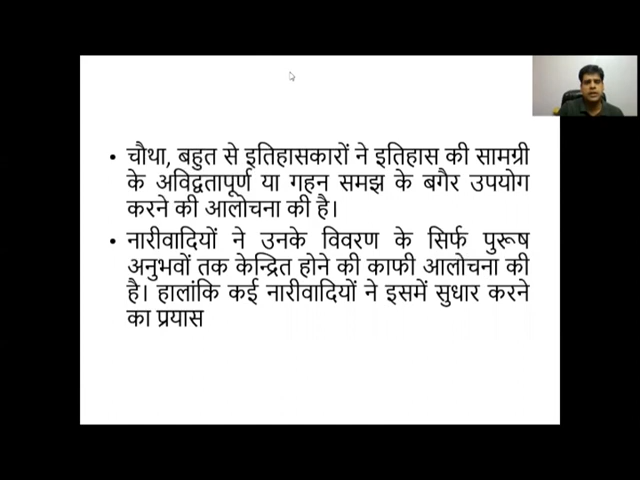 • चौथा, बहुत से इतिहासकारों ने इतिहास की सामग्री
के अविद्वतापूर्ण या गहन समझ के बगैर उपयोग
करने की आलोचना की है।
• नारीवादियों ने उनके विवरण के सिर्फ पुरूष
अनुभवों तक केन्द्रित होने की काफी आलोचना की
है। हालांकि कई नारीवादियों ने इसमें सुधार करने
का प्रयास